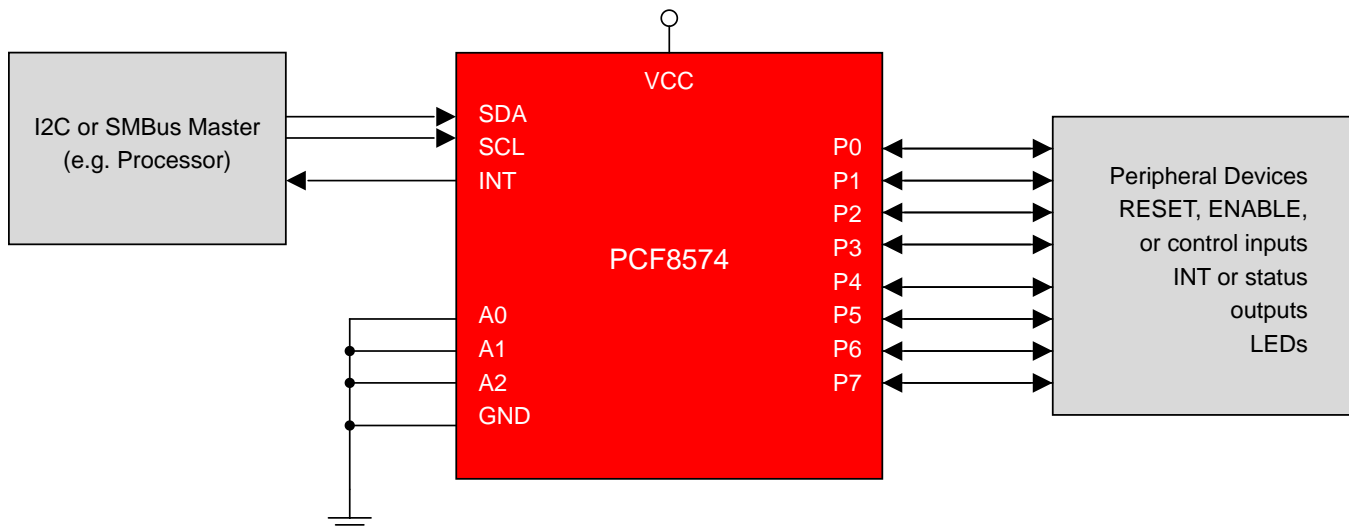 I2C or SMBus Master
(e.g. Processor)
VCC
SDA
SCL
INT
A0
A1
A2
GND
PCF8574
P0
P1
P2
P3
P4
P5
P6
P7
Peripheral Devices
RESET, ENABLE,
or control inputs
INT or status
outputs
LEDs